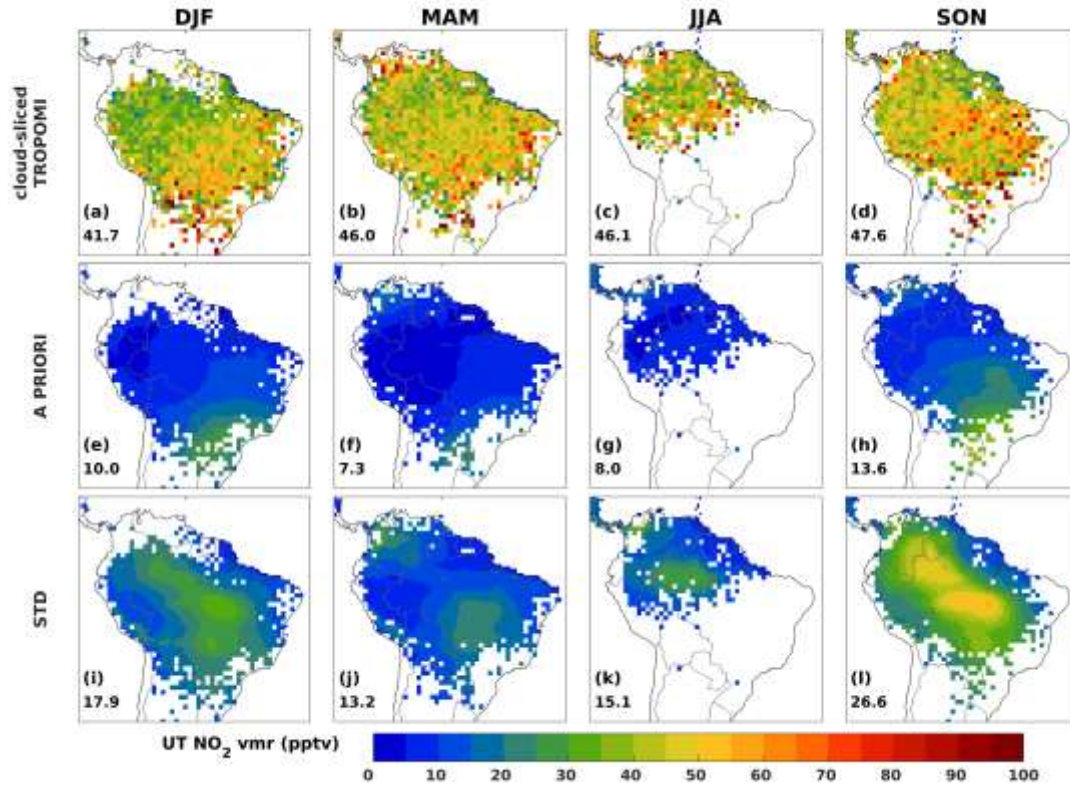 DJF MAM JJA SON
cloud-sliced
TROPOMI
(a) (b) (c) (d)
41.7 46.0 46.1 47.6
A PRIORI
(e) (f) (g) (h)
10.0 7.3 8.0 13.6
STD
(i) (j) (k) (l)
17.9 13.2 15.1 26.6
UT NO₂ vmr (pptv)
0 10 20 30 40 50 60 70 80 90 100